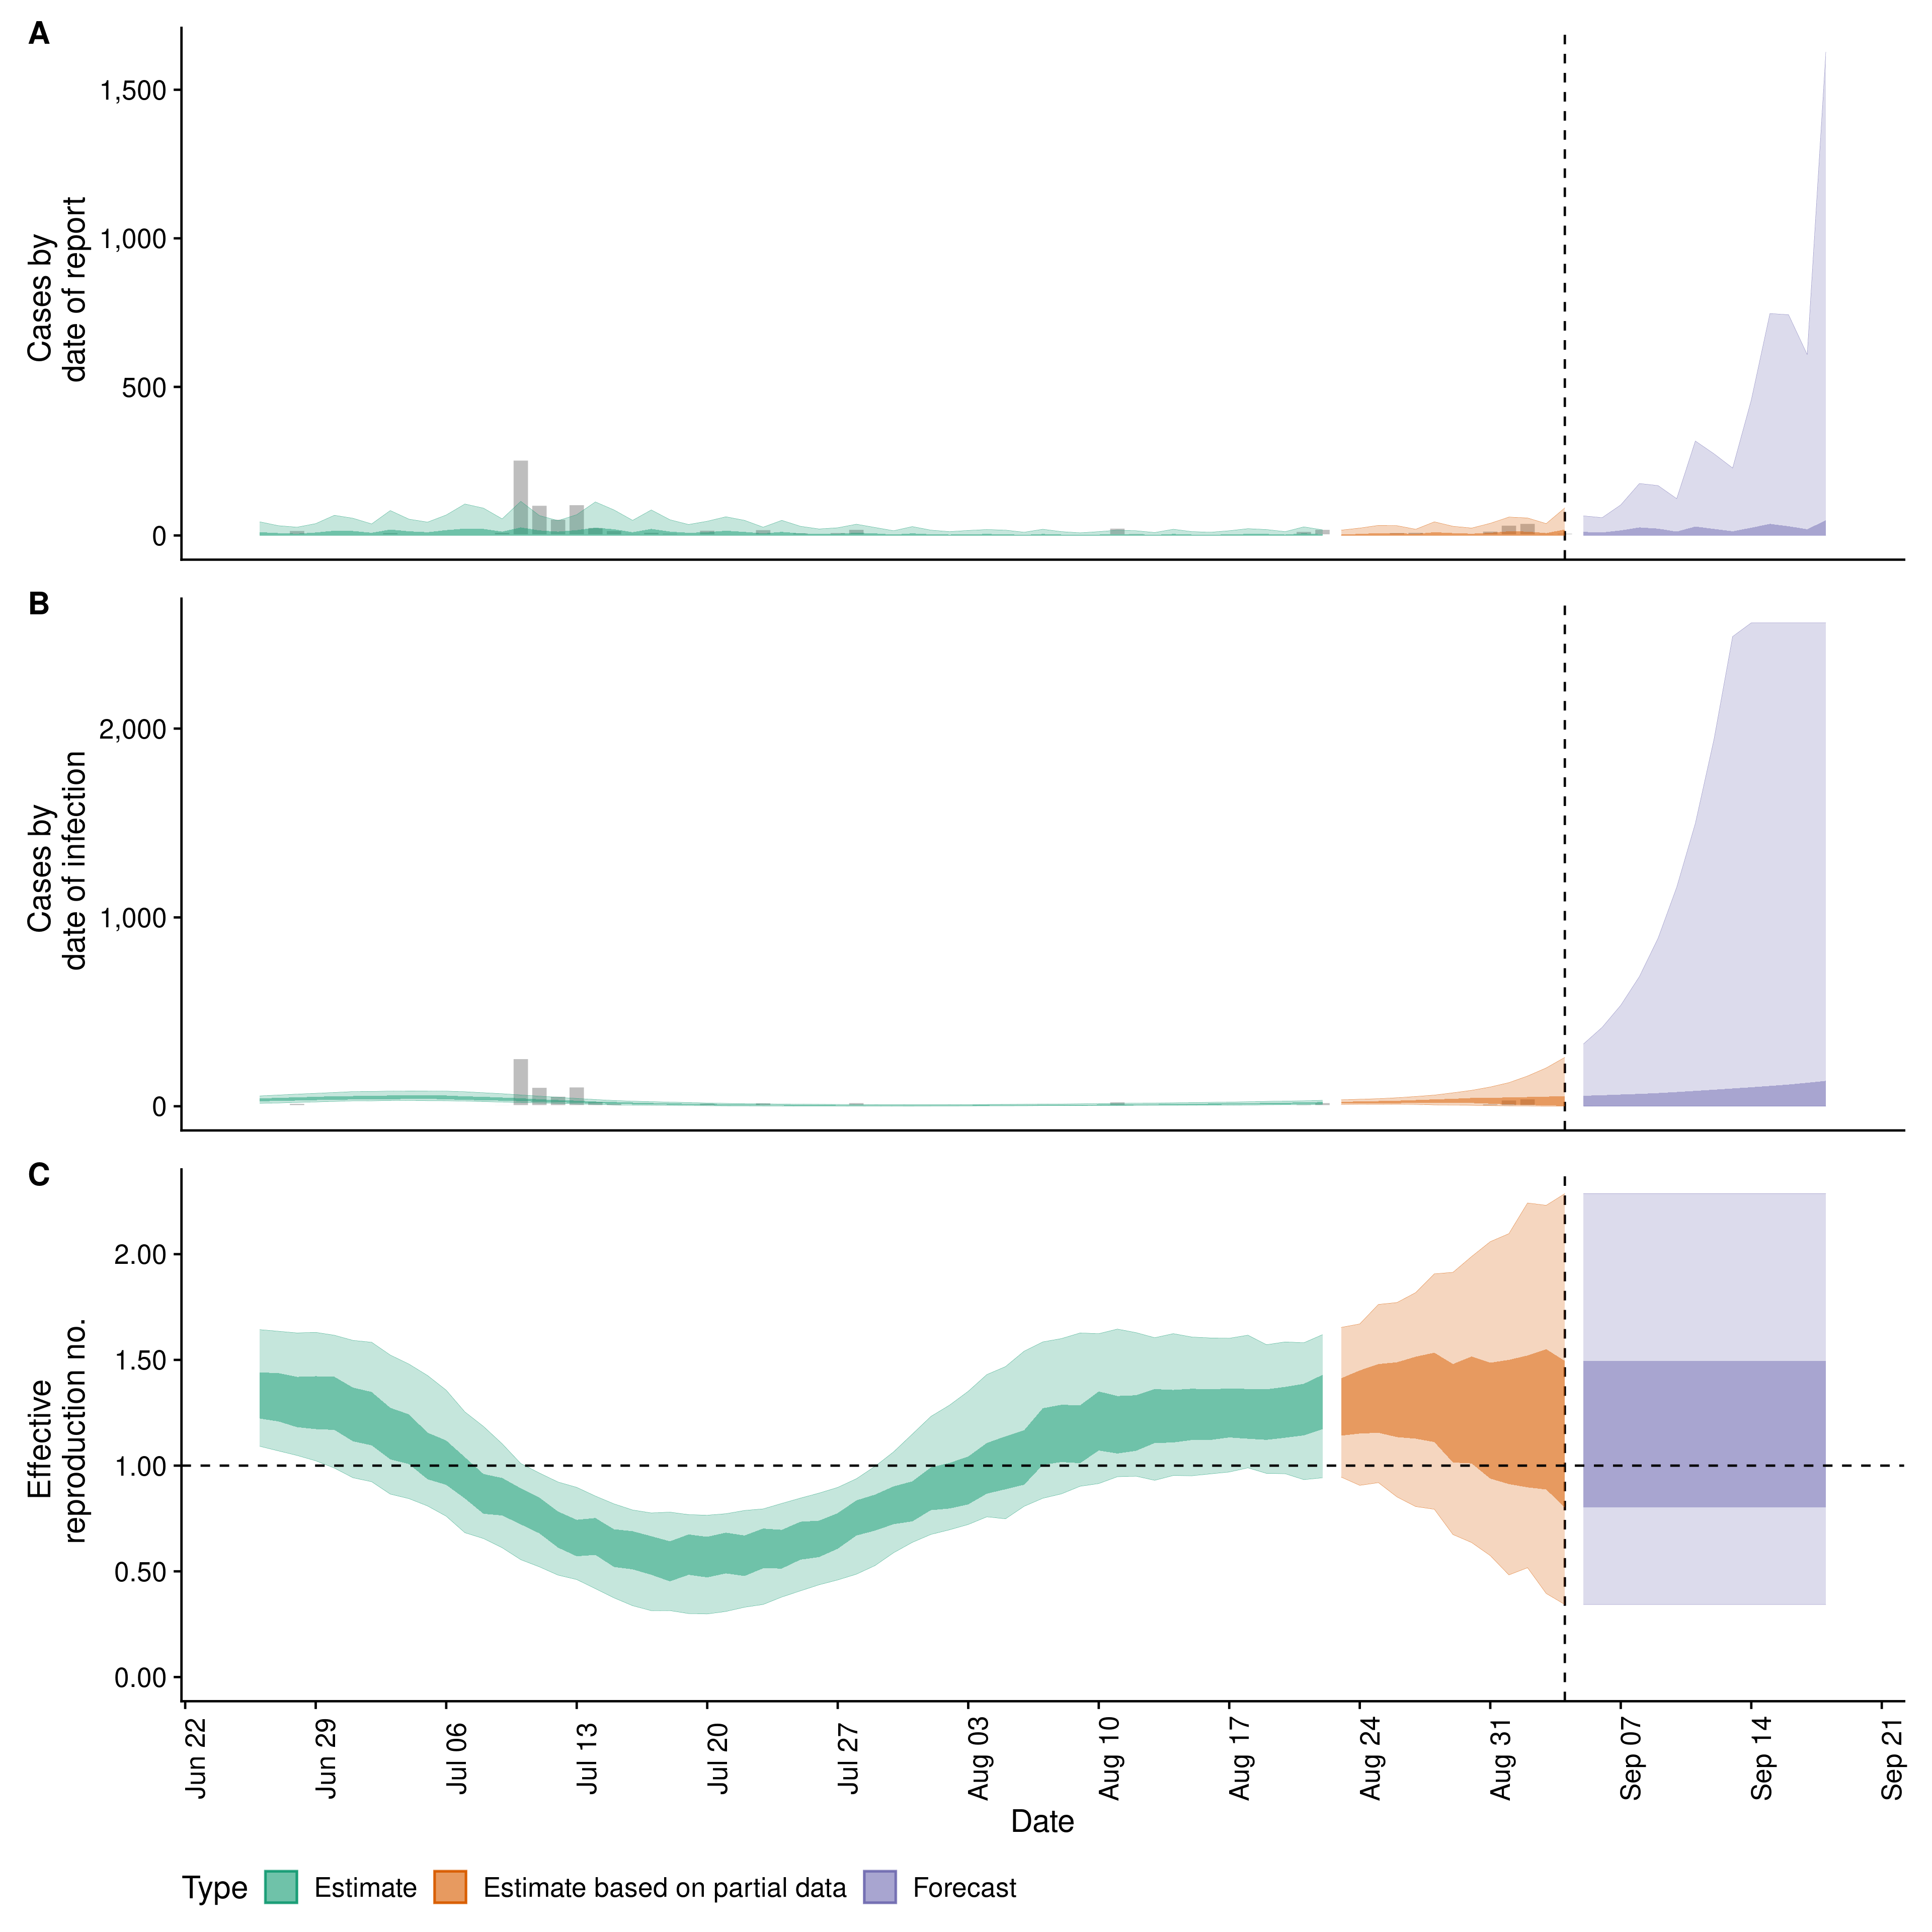 A
Cases by
date of report
1,500
1,000
500
0
B
Cases by
date of infection
2,000
1,000
0
C
Effective
reproduction no.
2.00
1.50
1.00
0.50
0.00
Jun 22
Jun 29
Jul 06
Jul 13
Jul 20
Jul 27
Aug 03
Aug 10
Aug 17
Aug 24
Aug 31
Sep 07
Sep 14
Sep 21
Date
Type Estimate Estimate based on partial data Forecast